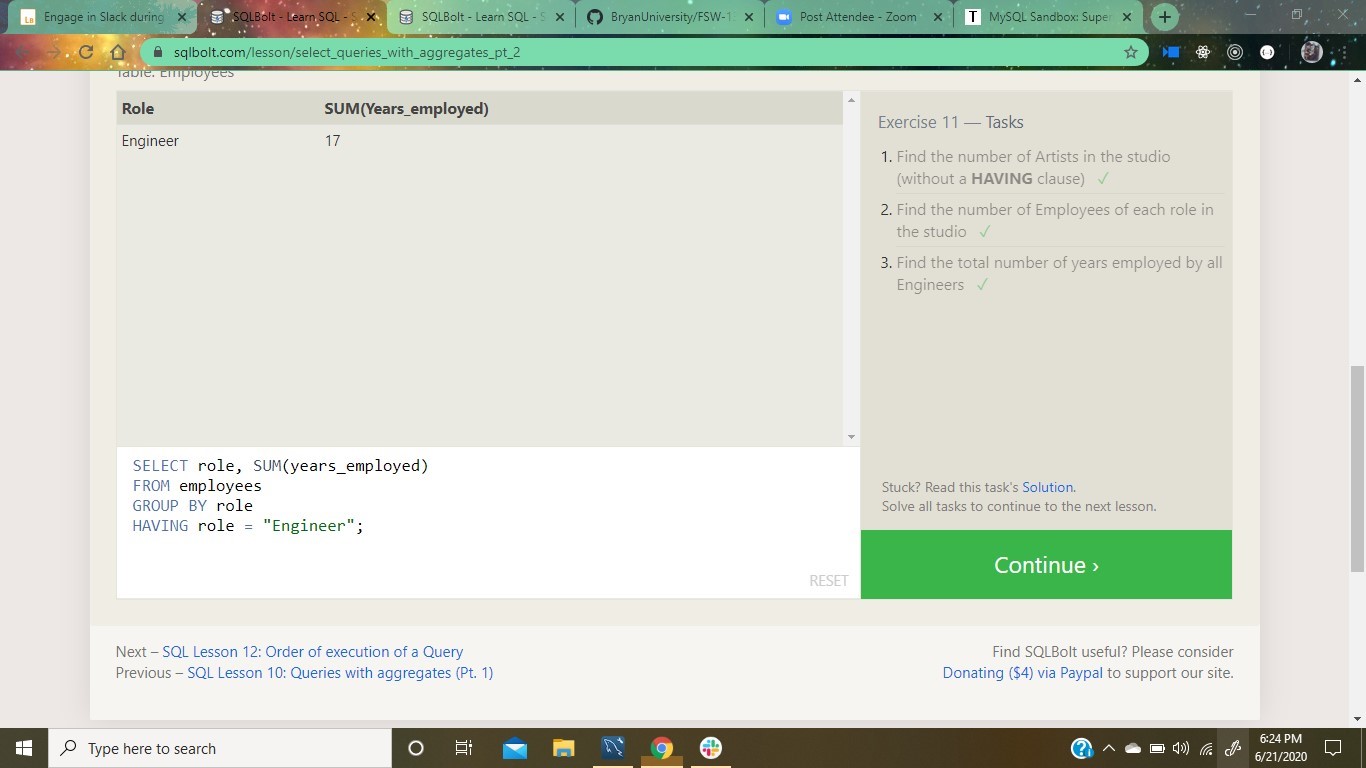 Engage in Slack during
SQLBolt - Learn SQL - S
SQLBolt - Learn SQL - S
BryanUniversity/FSW-1
Post Attendee - Zoom
MySQL Sandbox: Super
sqlbolt.com/lesson/select_queries_with_aggregates_pt_2
Table: Employees
Role SUM(Years_employed)
Engineer 17
Exercise 11 — Tasks
1. Find the number of Artists in the studio
(without a HAVING clause) ✓
2. Find the number of Employees of each role in
the studio ✓
3. Find the total number of years employed by all
Engineers ✓
SELECT role, SUM(years_employed)
FROM employees
GROUP BY role
HAVING role = "Engineer";
RESET
Stuck? Read this task's Solution.
Solve all tasks to continue to the next lesson.
Continue ›
Next – SQL Lesson 12: Order of execution of a Query
Previous – SQL Lesson 10: Queries with aggregates (Pt. 1)
Find SQLBolt useful? Please consider
Donating ($4) via Paypal to support our site.
Type here to search
6:24 PM
6/21/2020